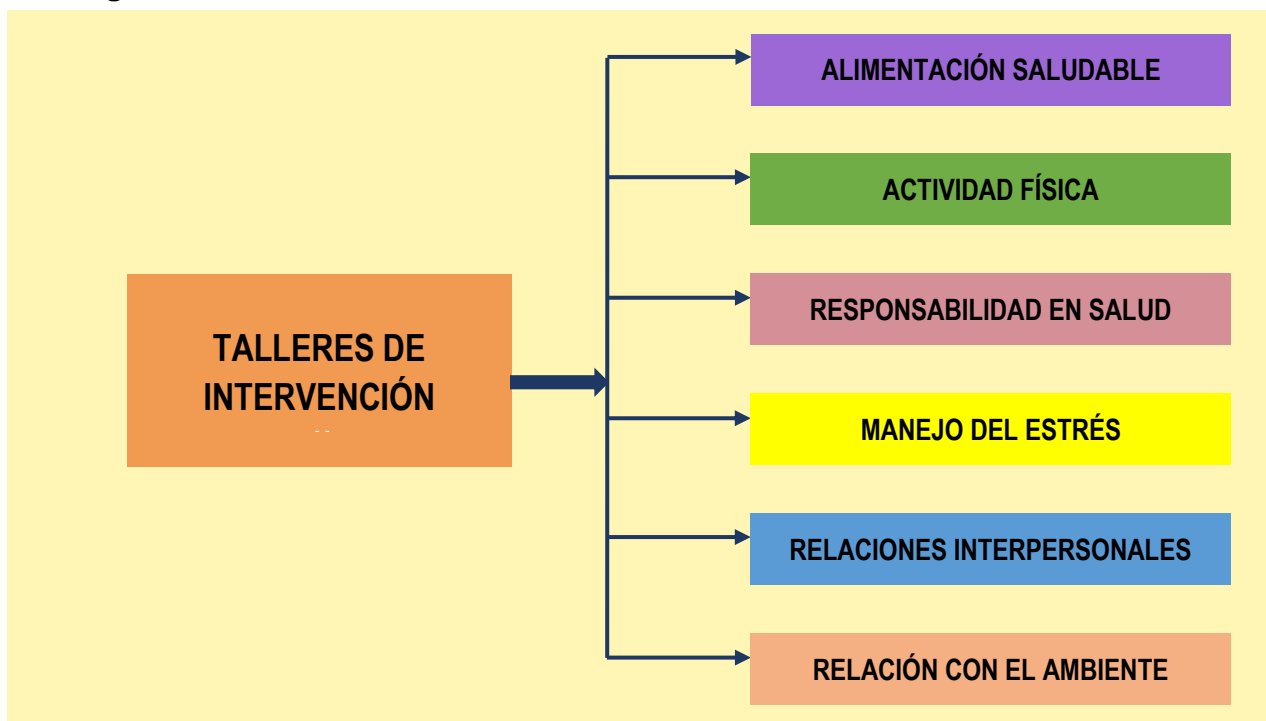 TALLERES DE
INTERVENCIÓN
ALIMENTACIÓN SALUDABLE
ACTIVIDAD FÍSICA
RESPONSABILIDAD EN SALUD
MANEJO DEL ESTRÉS
RELACIONES INTERPERSONALES
RELACIÓN CON EL AMBIENTE